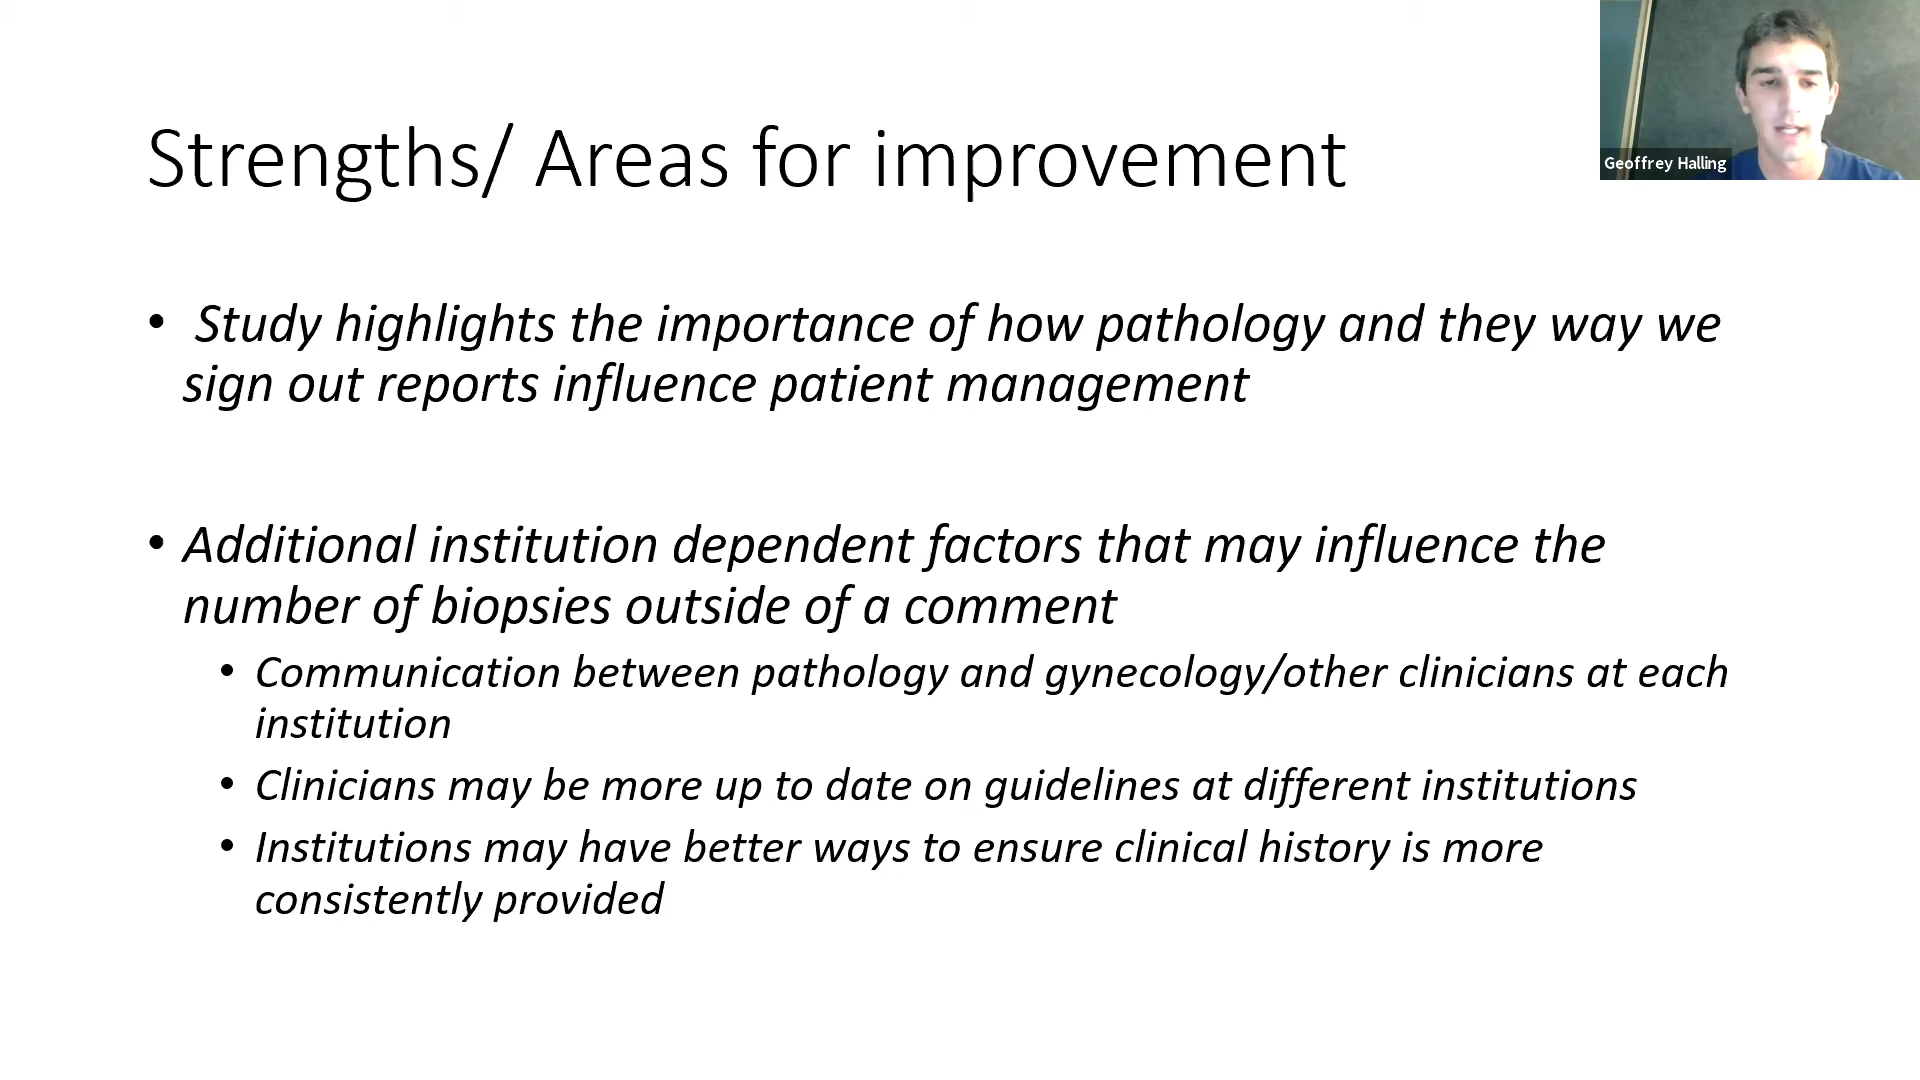 Strengths/ Areas for improvement
Geoffrey Halling
• Study highlights the importance of how pathology and they way we
sign out reports influence patient management
• Additional institution dependent factors that may influence the
number of biopsies outside of a comment
• Communication between pathology and gynecology/other clinicians at each
institution
• Clinicians may be more up to date on guidelines at different institutions
• Institutions may have better ways to ensure clinical history is more
consistently provided